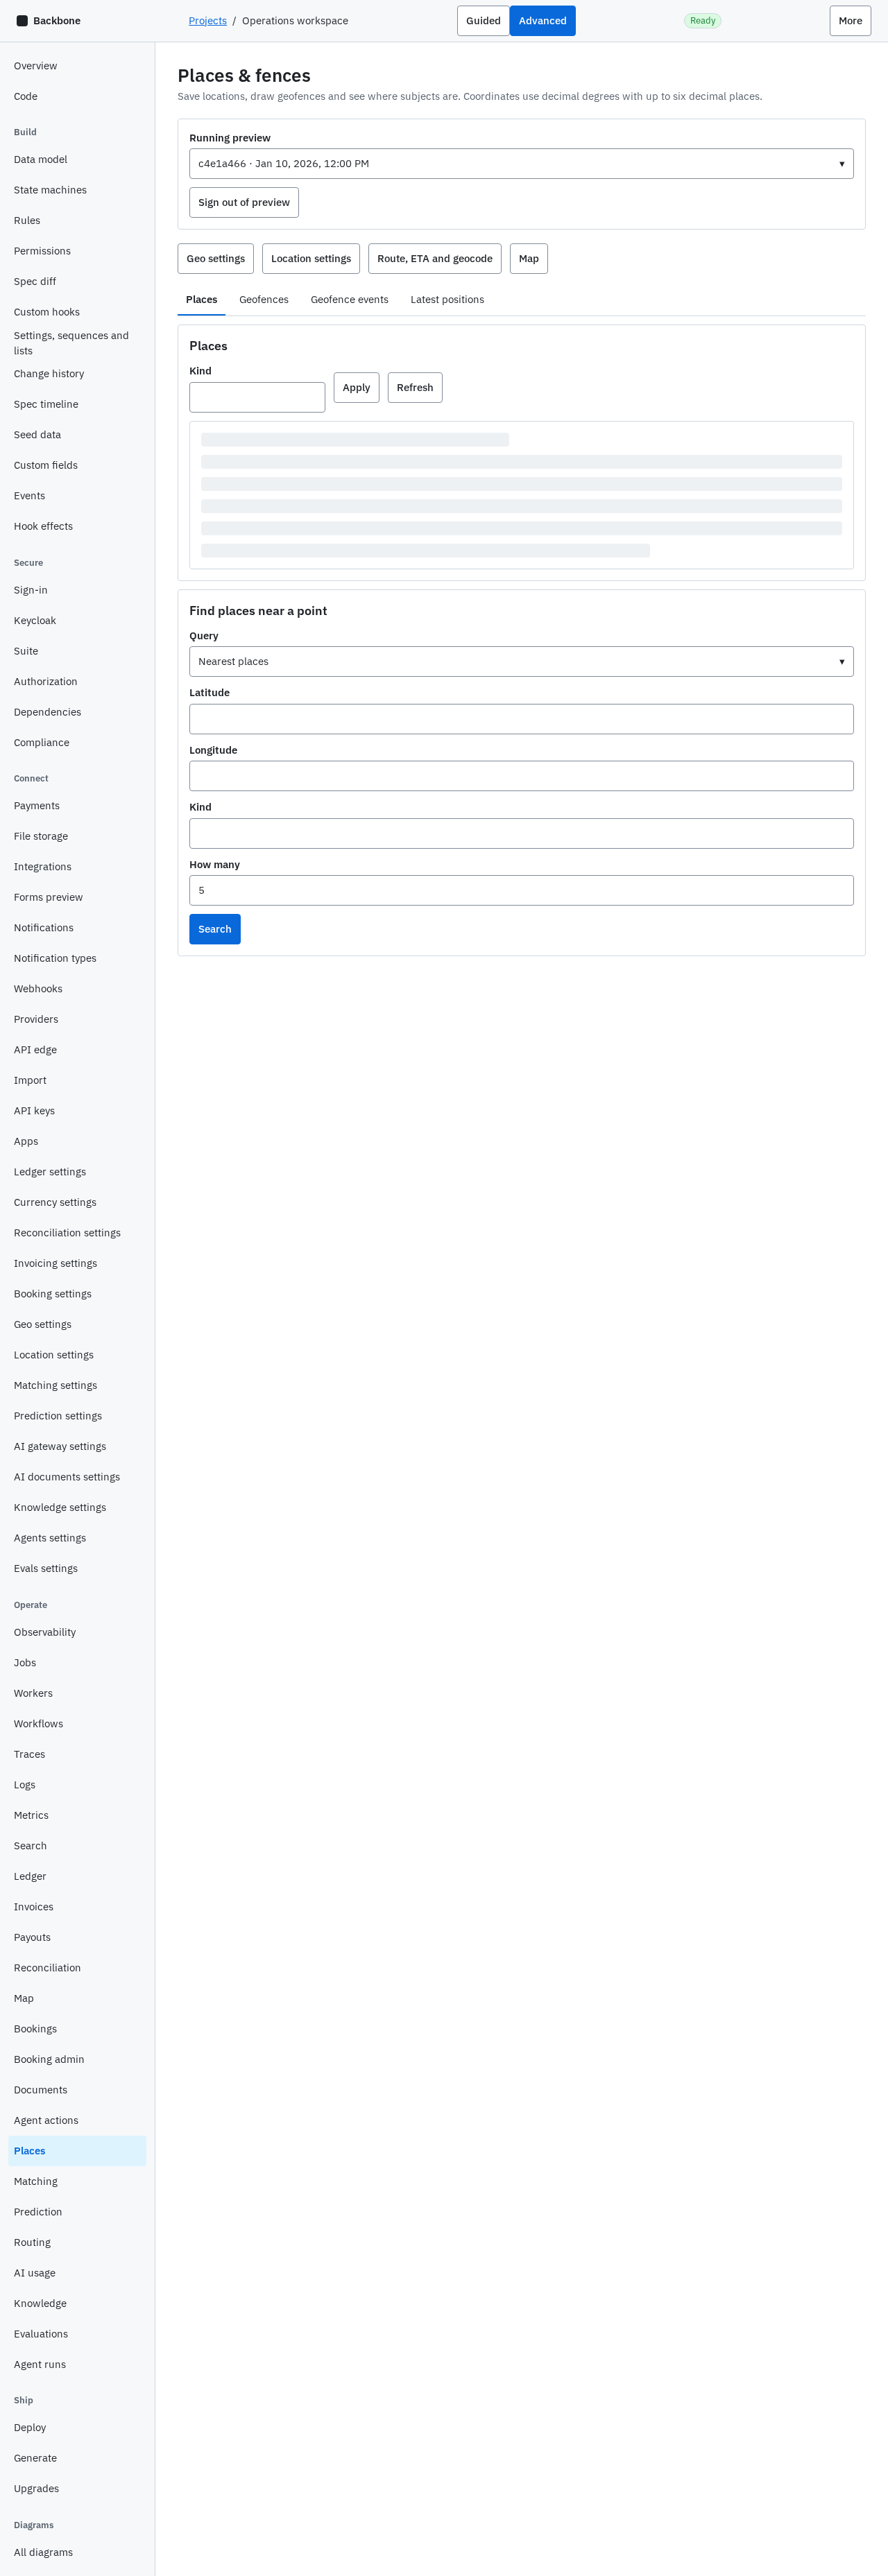 Backbone
Projects / Operations workspace
Guided
Advanced
Ready
More
Overview
Code
Build
Data model
State machines
Rules
Permissions
Spec diff
Custom hooks
Settings, sequences and
lists
Change history
Spec timeline
Seed data
Custom fields
Events
Hook effects
Secure
Sign-in
Keycloak
Suite
Authorization
Dependencies
Compliance
Connect
Payments
File storage
Integrations
Forms preview
Notifications
Notification types
Webhooks
Providers
API edge
Import
API keys
Apps
Ledger settings
Currency settings
Reconciliation settings
Invoicing settings
Booking settings
Geo settings
Location settings
Matching settings
Prediction settings
AI gateway settings
AI documents settings
Knowledge settings
Agents settings
Evals settings
Operate
Observability
Jobs
Workers
Workflows
Traces
Logs
Metrics
Search
Ledger
Invoices
Payouts
Reconciliation
Map
Bookings
Booking admin
Documents
Agent actions
Places
Matching
Prediction
Routing
AI usage
Knowledge
Evaluations
Agent runs
Ship
Deploy
Generate
Upgrades
Diagrams
All diagrams
Places & fences
Save locations, draw geofences and see where subjects are. Coordinates use decimal degrees with up to six decimal places.
Running preview
c4e1a466 · Jan 10, 2026, 12:00 PM
Sign out of preview
Geo settings
Location settings
Route, ETA and geocode
Map
Places
Geofences
Geofence events
Latest positions
Places
Kind
Apply
Refresh
Find places near a point
Query
Nearest places
Latitude
Longitude
Kind
How many
5
Search